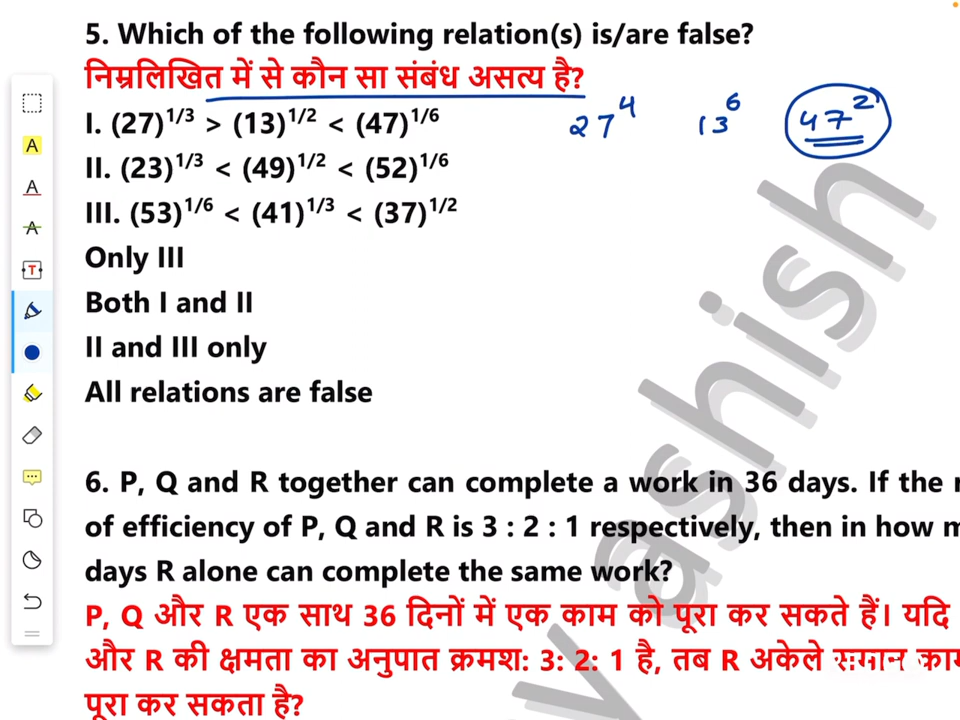 5. Which of the following relation(s) is/are false?
निम्नलिखित में से कौन सा संबंध असत्य है?
I. (27)^1/3 > (13)^1/2 < (47)^1/6
27^4 13^6 47^2
II. (23)^1/3 < (49)^1/2 < (52)^1/6
III. (53)^1/6 < (41)^1/3 < (37)^1/2
Only III
Both I and II
II and III only
All relations are false
6. P, Q and R together can complete a work in 36 days. If the
of efficiency of P, Q and R is 3 : 2 : 1 respectively, then in how
days R alone can complete the same work?
P, Q और R एक साथ 36 दिनों में एक काम को पूरा कर सकते हैं। यदि
और R की क्षमता का अनुपात क्रमश: 3: 2: 1 है, तब R अकेले समान
पूरा कर सकता है?
ashish